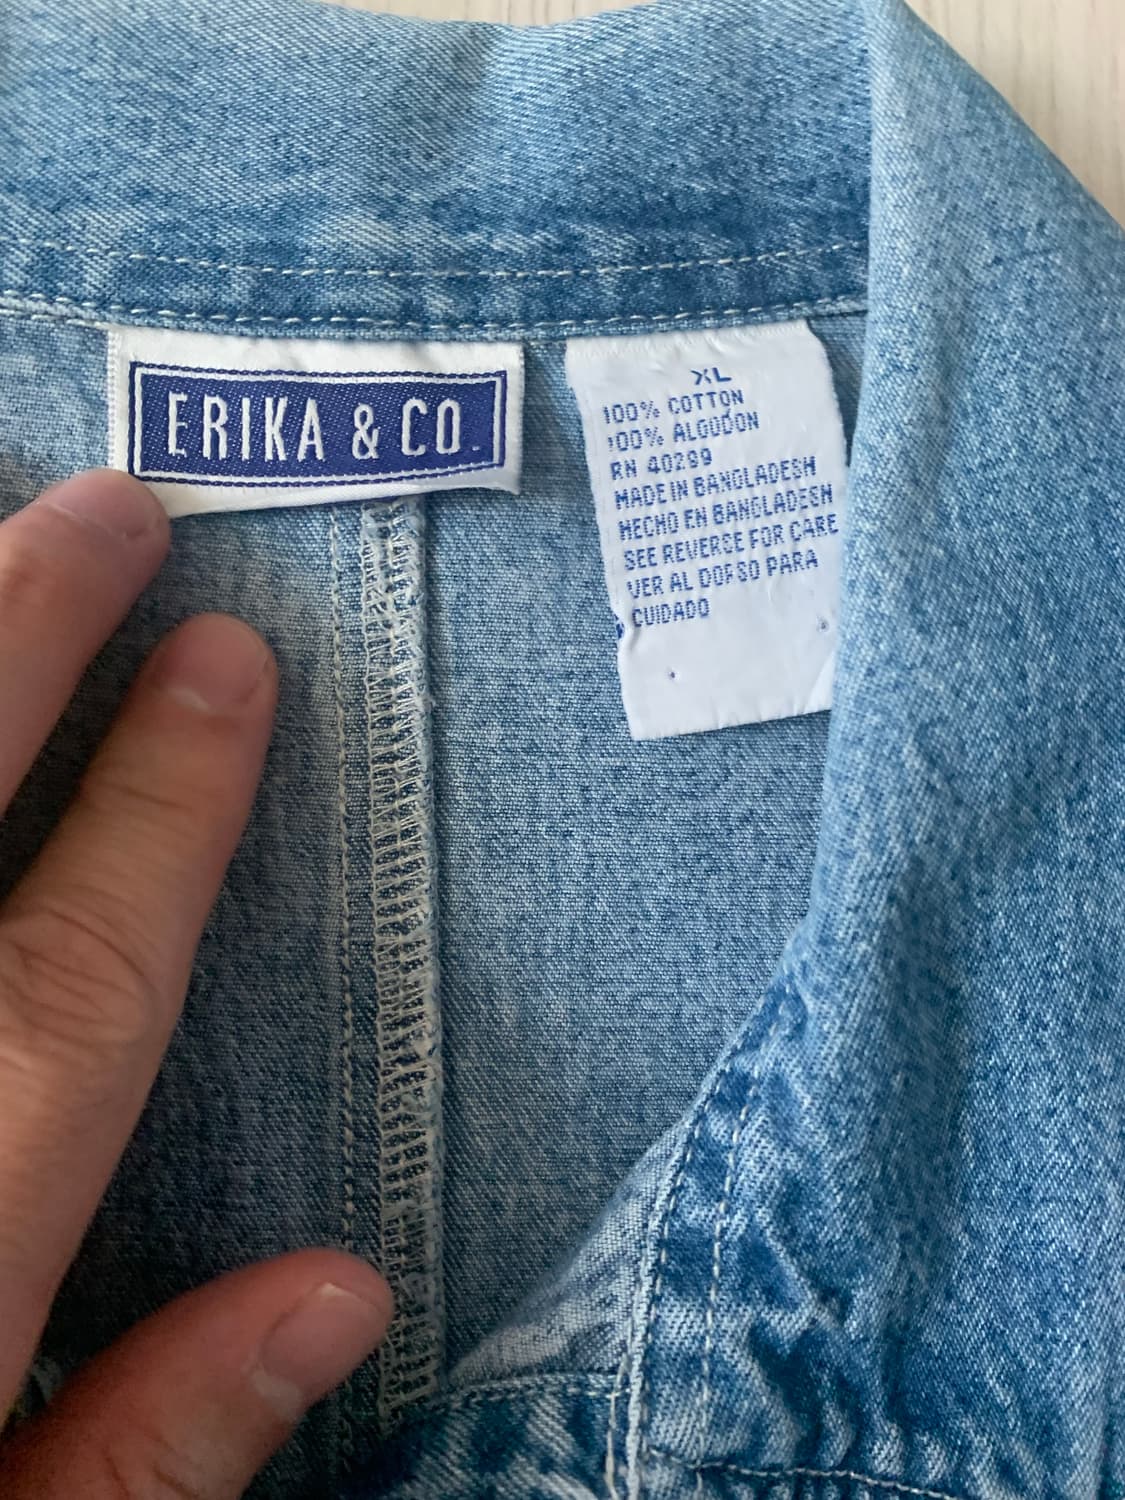 ERIKA & CO.
XL
100% COTTON
100% ALGODON
RN 40299
MADE IN BANGLADESH
HECHO EN BANGLADESH
SEE REVERSE FOR CARE
VER AL DORSO PARA
CUIDADO